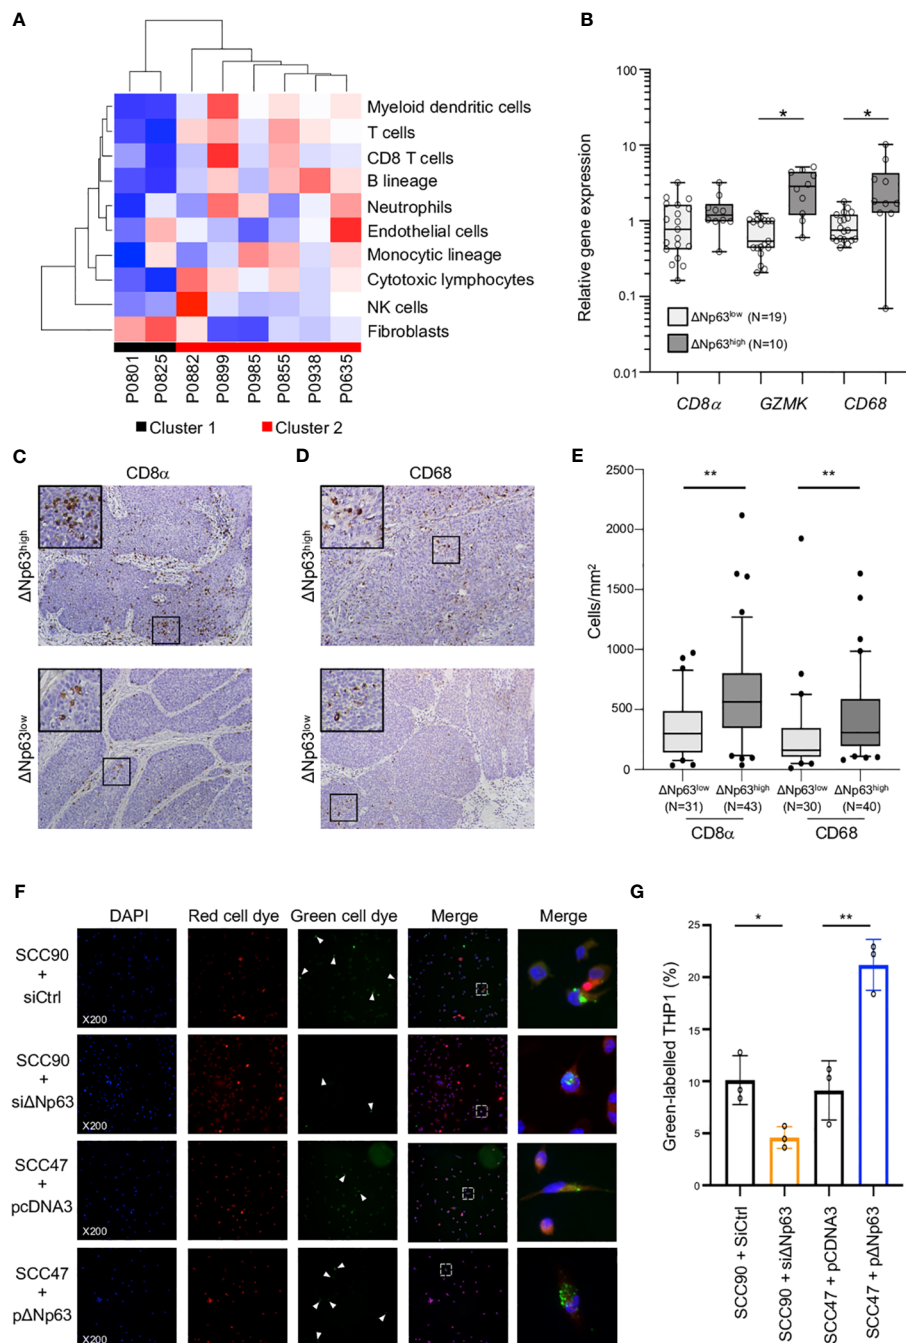 A
Myeloid dendritic cells
T cells
CD8 T cells
B lineage
Neutrophils
Endothelial cells
Monocytic lineage
Cytotoxic lymphocytes
NK cells
Fibroblasts
P0801
P0825
P0882
P0899
P0985
P0855
P0938
P0635
Cluster 1
Cluster 2
B
Relative gene expression
100
10
1
0.1
0.01
*
*
ΔNp63low (N=19)
ΔNp63high (N=10)
CD8α
GZMK
CD68
C
CD8α
ΔNp63high
ΔNp63low
D
CD68
ΔNp63high
ΔNp63low
E
Cells/mm²
2500
2000
1500
1000
500
0
**
**
ΔNp63low
(N=31)
ΔNp63high
(N=43)
ΔNp63low
(N=30)
ΔNp63high
(N=40)
CD8α
CD68
F
DAPI
Red cell dye
Green cell dye
Merge
Merge
SCC90
+
siCtrl
X200
SCC90
+
siΔNp63
X200
SCC47
+
pcDNA3
X200
SCC47
+
pΔNp63
X200
G
Green-labelled THP1 (%)
25
20
15
10
5
0
*
**
SCC90 + SiCtrl
SCC90 + siΔNp63
SCC47 + pCDNA3
SCC47 + pΔNp63